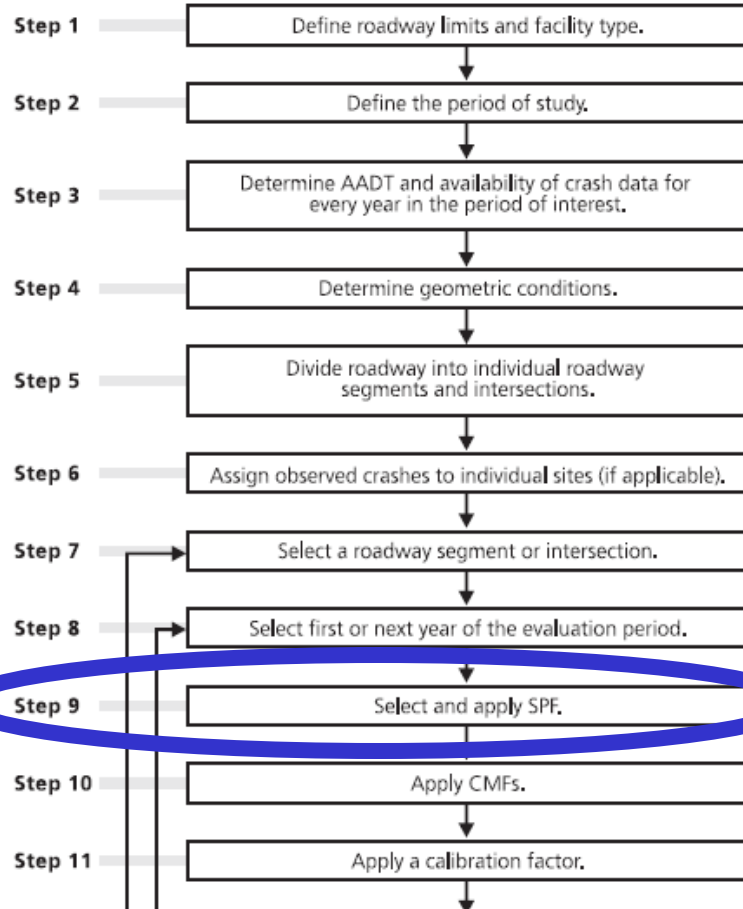 Step 1 Define roadway limits and facility type.
Step 2 Define the period of study.
Step 3 Determine AADT and availability of crash data for
every year in the period of interest.
Step 4 Determine geometric conditions.
Step 5 Divide roadway into individual roadway
segments and intersections.
Step 6 Assign observed crashes to individual sites (if applicable).
Step 7 Select a roadway segment or intersection.
Step 8 Select first or next year of the evaluation period.
Step 9 Select and apply SPF.
Step 10 Apply CMFs.
Step 11 Apply a calibration factor.